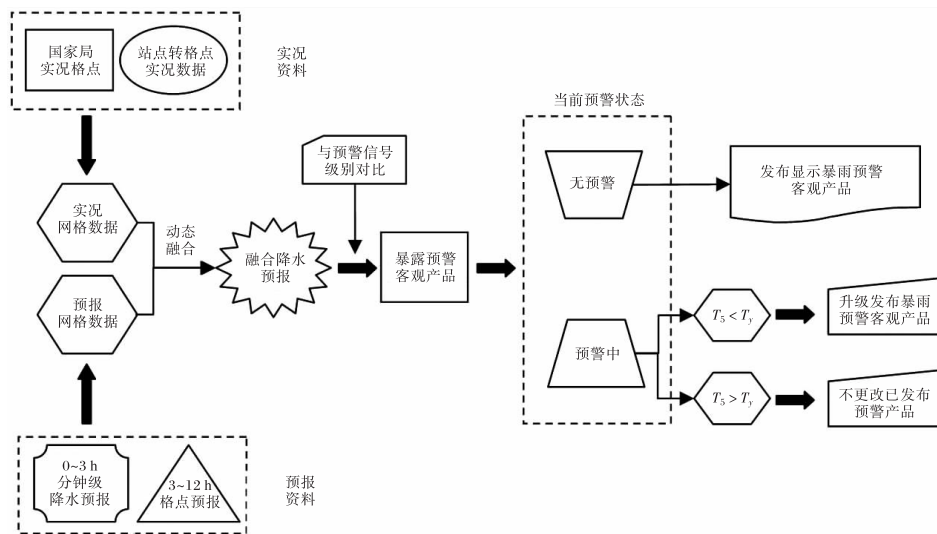 国家局
实况格点
站点转格点
实况数据
实况
资料
当前预警状态
与预警信号
级别对比
无预警
发布显示暴雨预警
客观产品
实况
网格数据
动态
融合
融合降水
预报
暴露预警
客观产品
预报
网格数据
T5 < Ty
升级发布暴雨
预警客观产品
预警中
T5 > Ty
不更改已发布
预警产品
0~3 h
分钟级
降水预报
3~12 h
格点预报
预报
资料